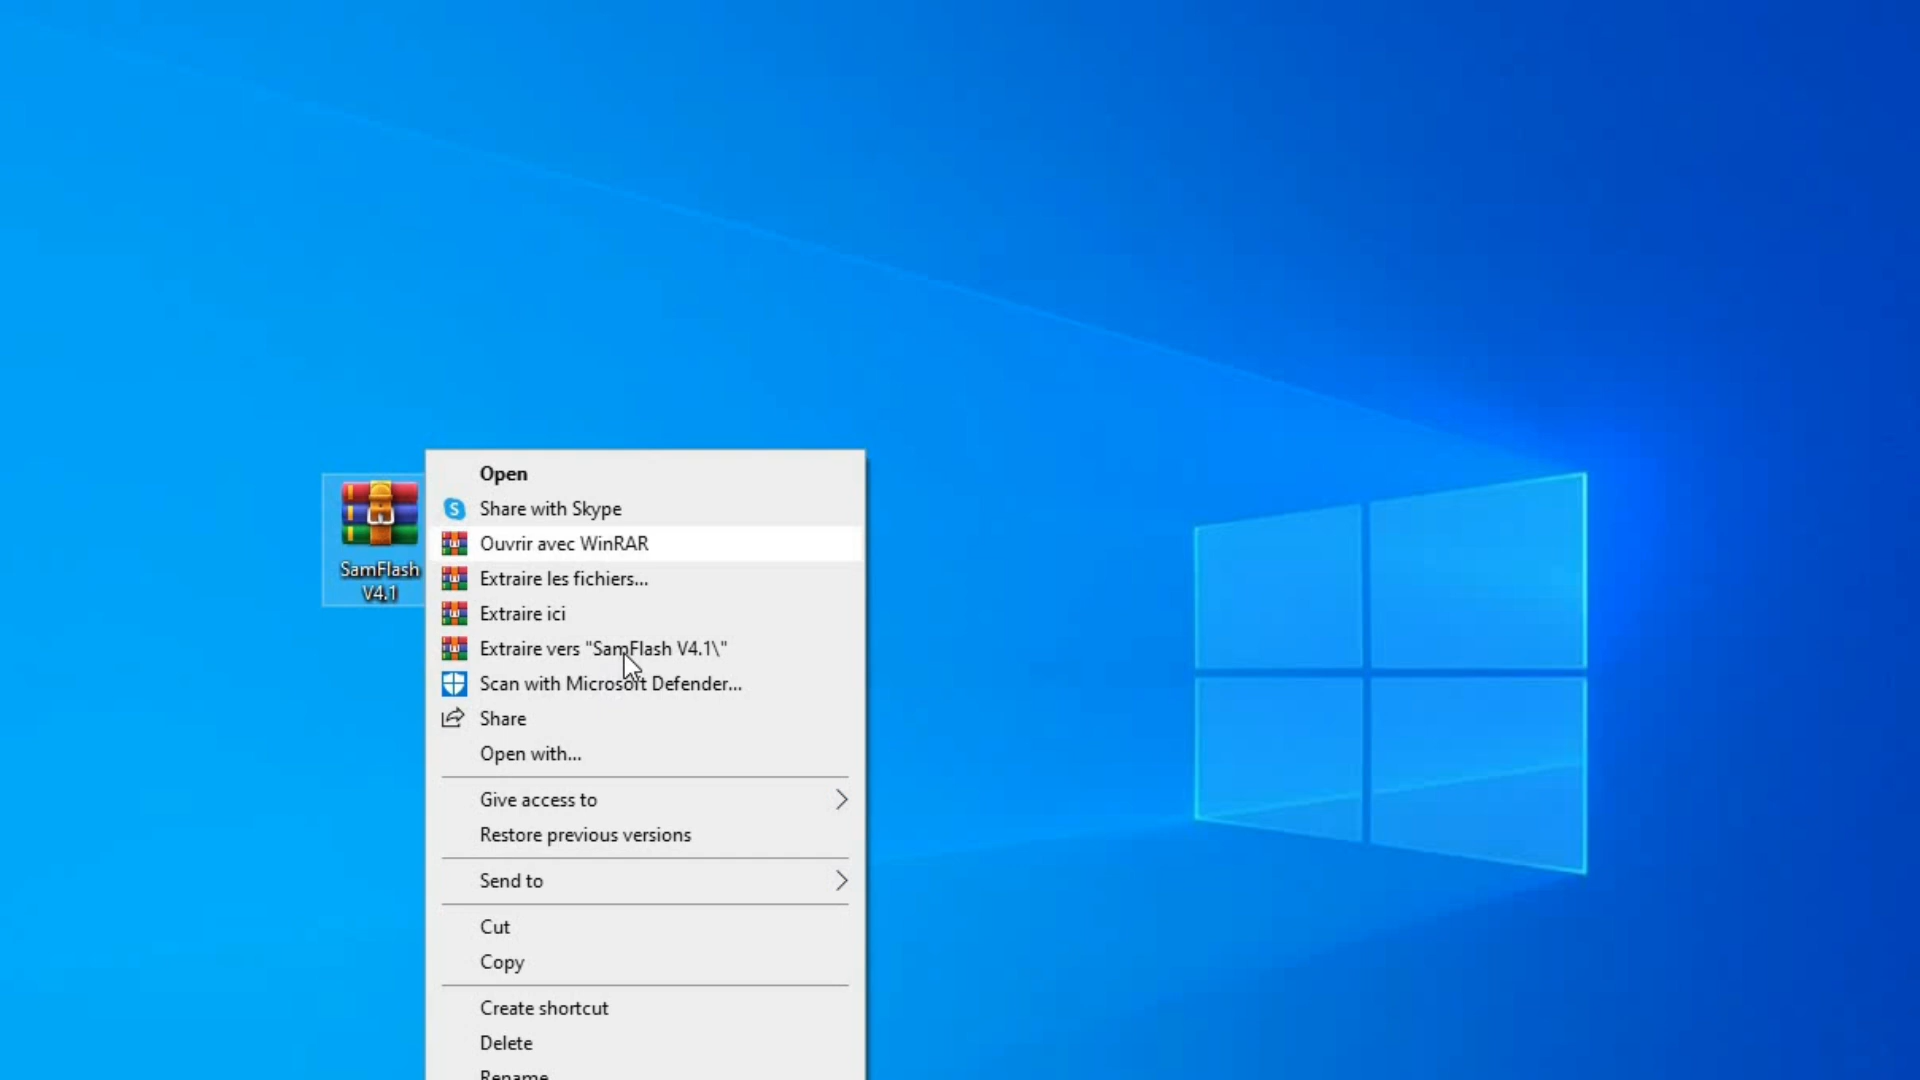 SamFlash
V4.1
Open
Share with Skype
Ouvrir avec WinRAR
Extraire les fichiers...
Extraire ici
Extraire vers "SamFlash V4.1\"
Scan with Microsoft Defender...
Share
Open with...
Give access to
Restore previous versions
Send to
Cut
Copy
Create shortcut
Delete
Rename